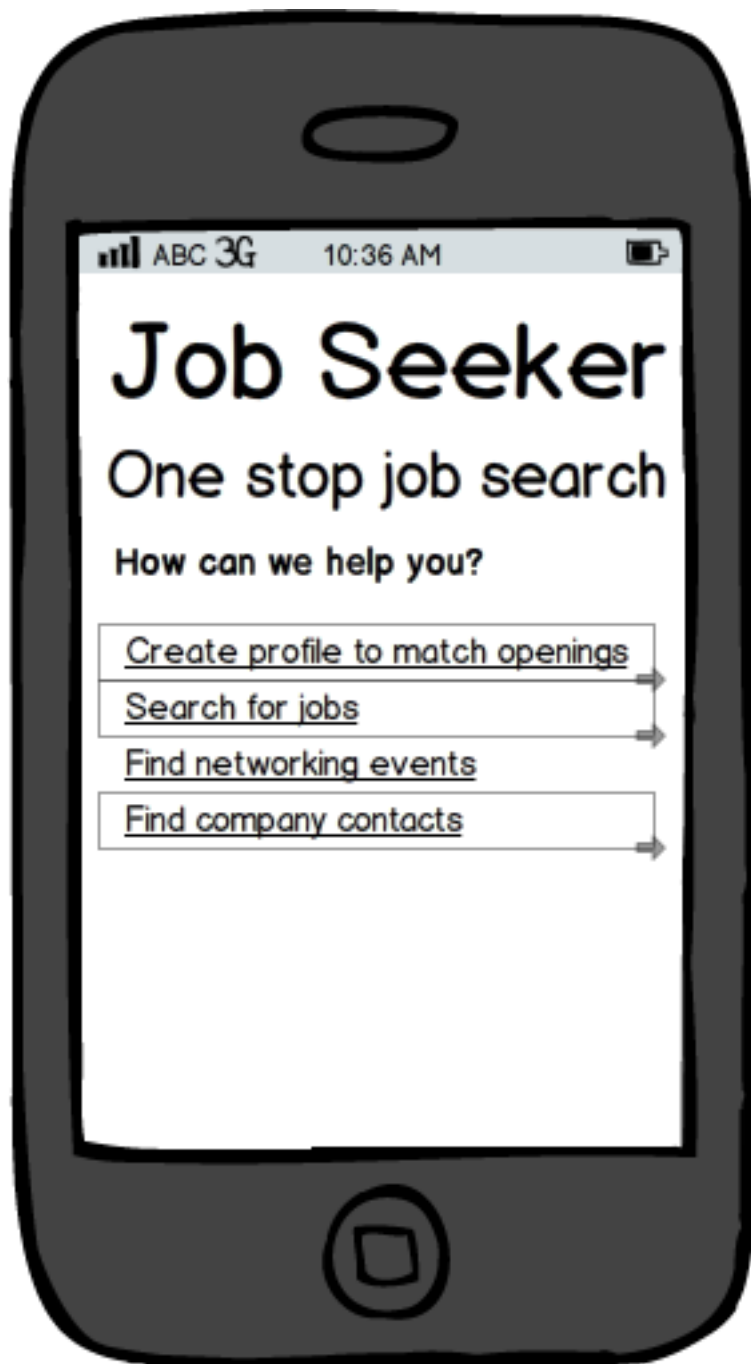 ABC 3G 10:36 AM
Job Seeker
One stop job search
How can we help you?
Create profile to match openings
Search for jobs
Find networking events
Find company contacts